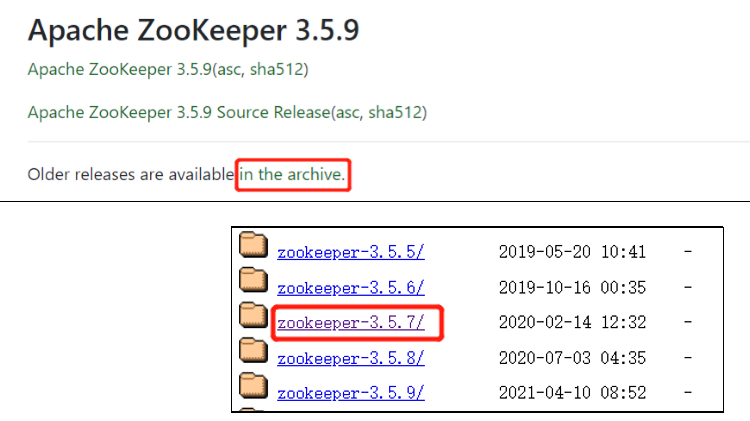 Apache ZooKeeper 3.5.9
Apache ZooKeeper 3.5.9(asc, sha512)
Apache ZooKeeper 3.5.9 Source Release(asc, sha512)
Older releases are available in the archive.
zookeeper-3.5.5/ 2019-05-20 10:41 -
zookeeper-3.5.6/ 2019-10-16 00:35 -
zookeeper-3.5.7/ 2020-02-14 12:32 -
zookeeper-3.5.8/ 2020-07-03 04:35 -
zookeeper-3.5.9/ 2021-04-10 08:52 -